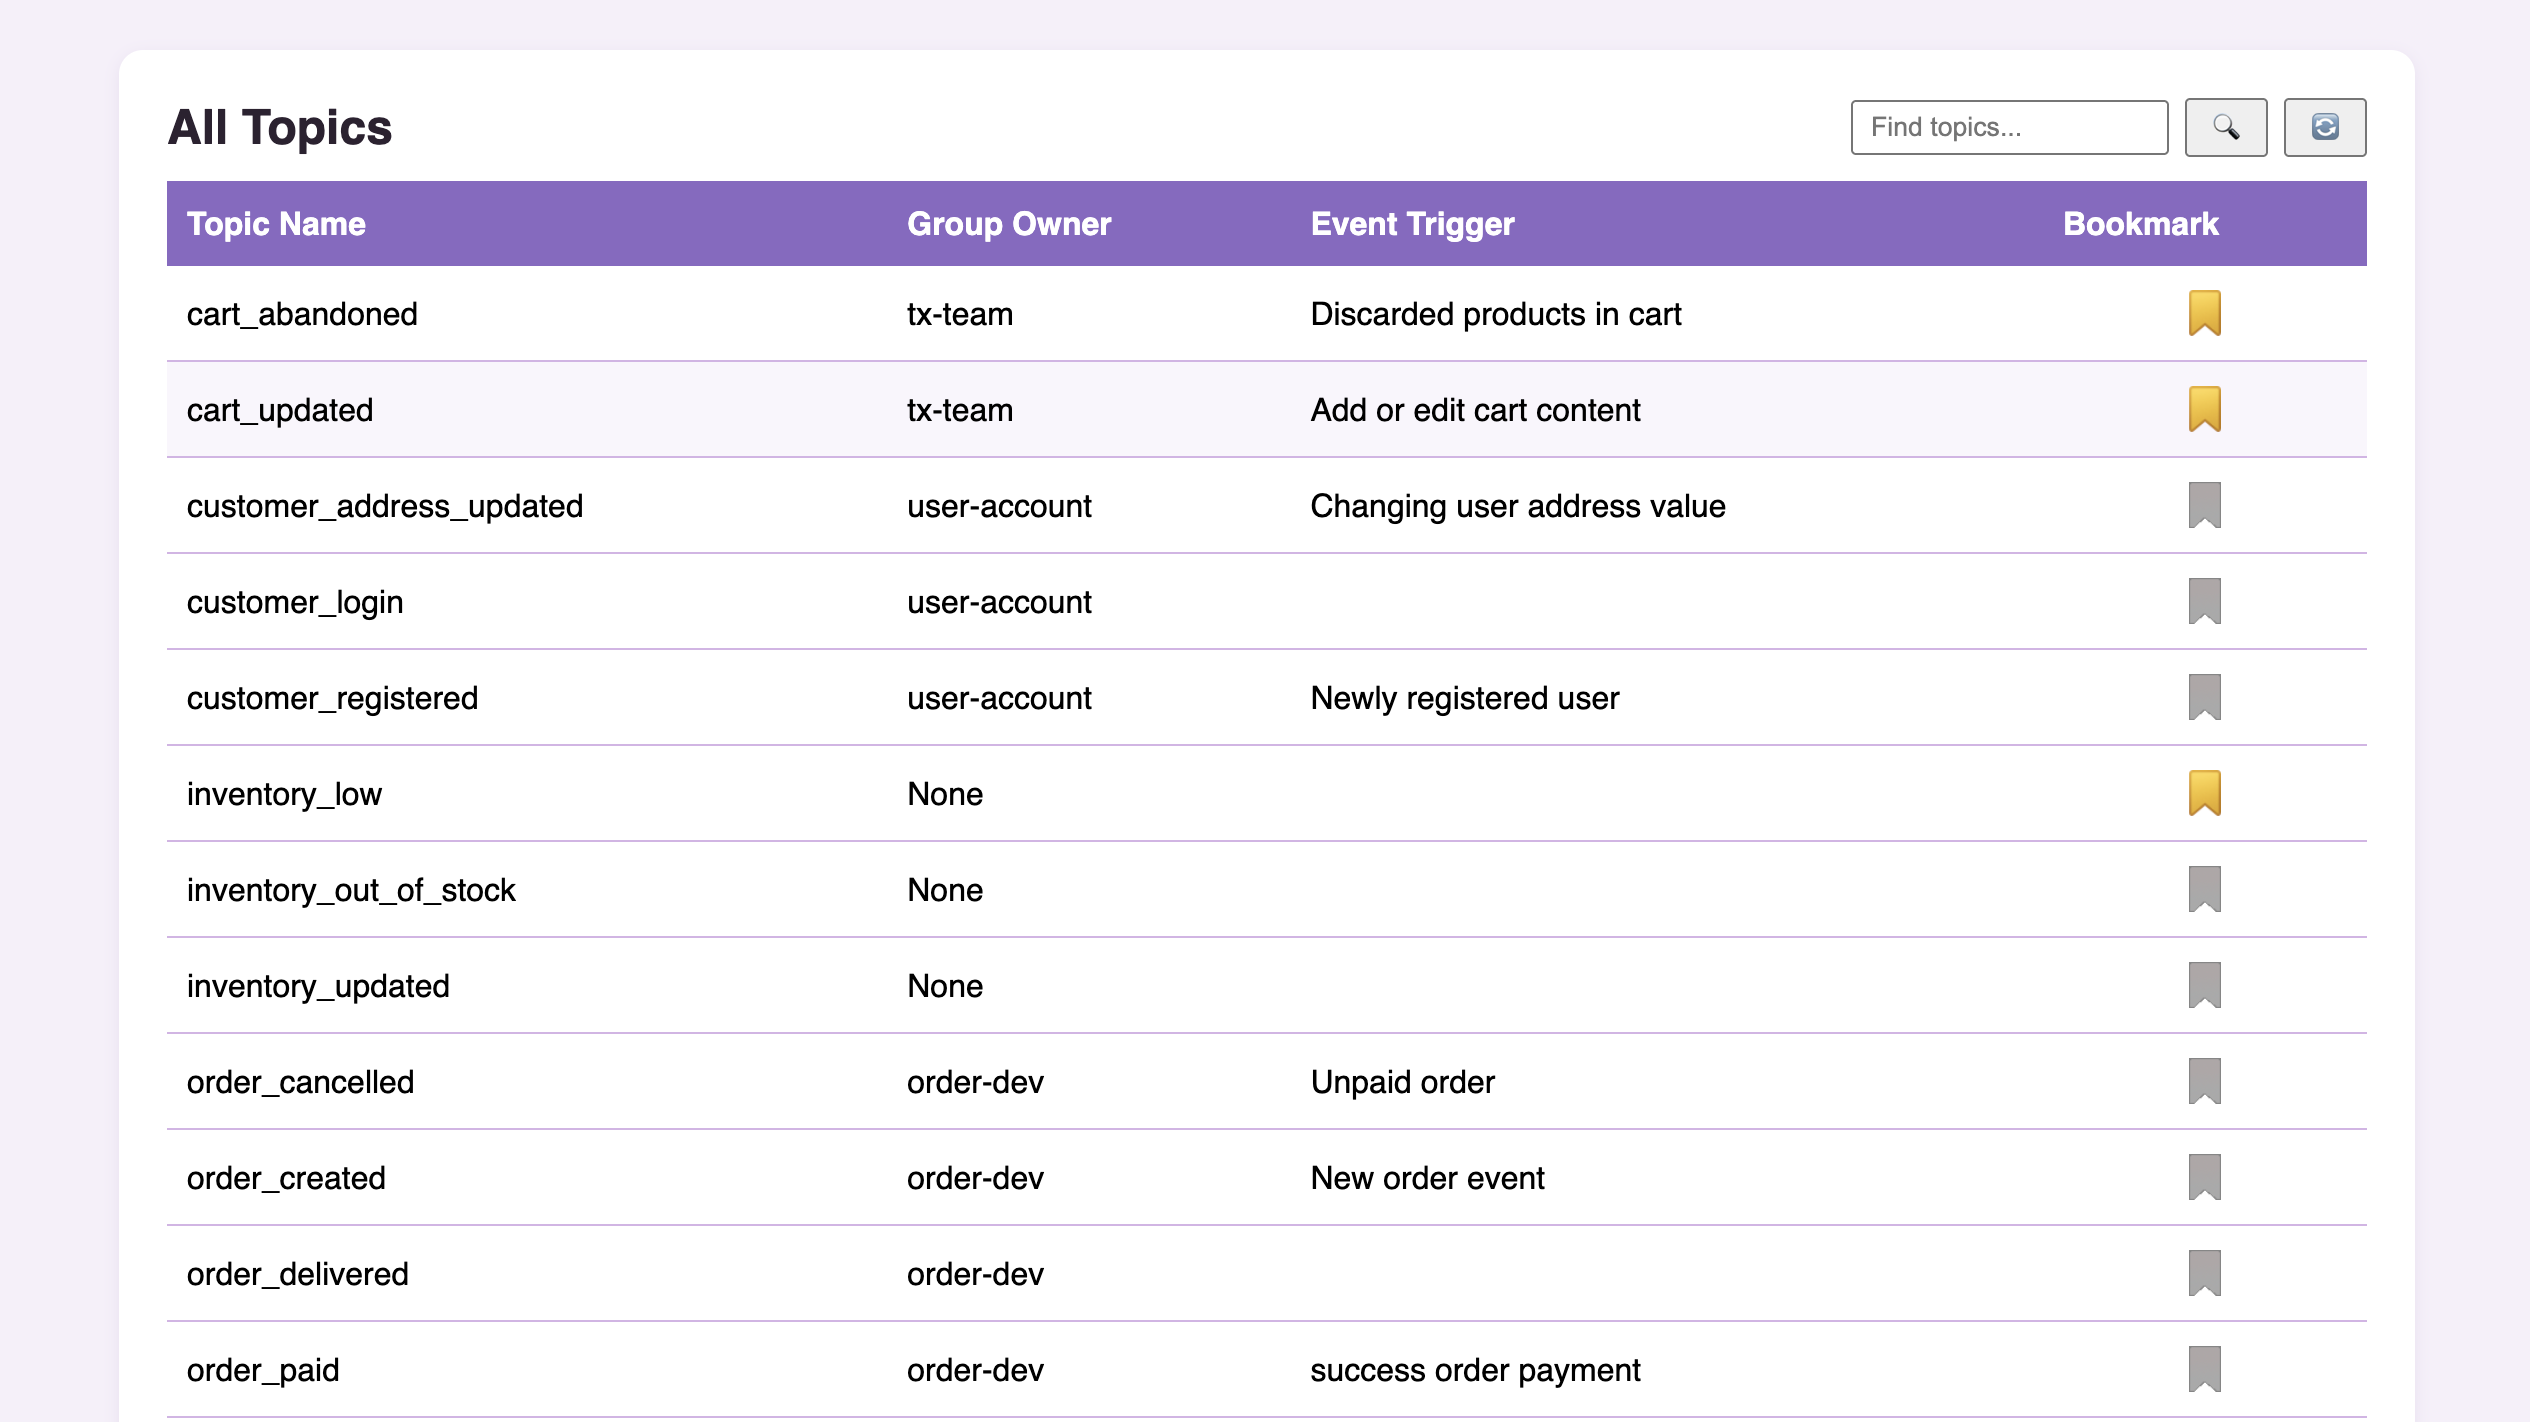 All Topics
Find topics...
Topic Name Group Owner Event Trigger Bookmark
cart_abandoned tx-team Discarded products in cart
cart_updated tx-team Add or edit cart content
customer_address_updated user-account Changing user address value
customer_login user-account
customer_registered user-account Newly registered user
inventory_low None
inventory_out_of_stock None
inventory_updated None
order_cancelled order-dev Unpaid order
order_created order-dev New order event
order_delivered order-dev
order_paid order-dev success order payment